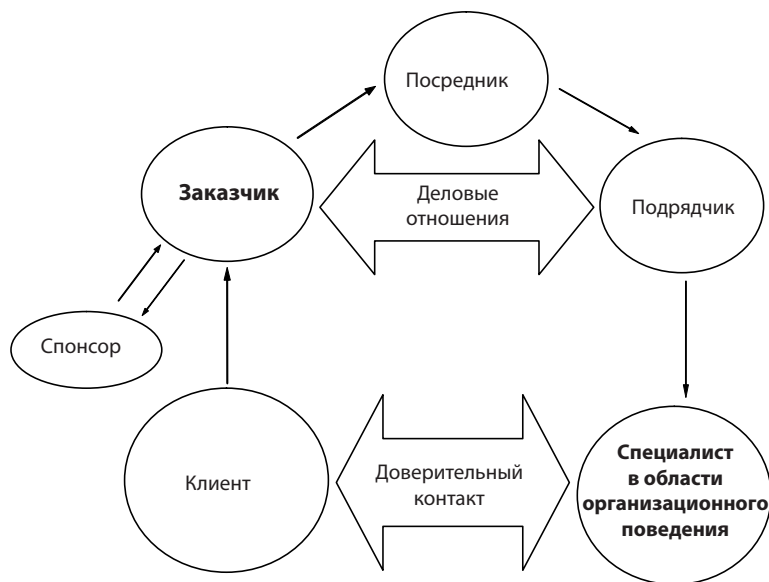 Посредник
Заказчик
Деловые
отношения
Подрядчик
Спонсор
Клиент
Доверительный
контакт
Специалист
в области
организационного
поведения